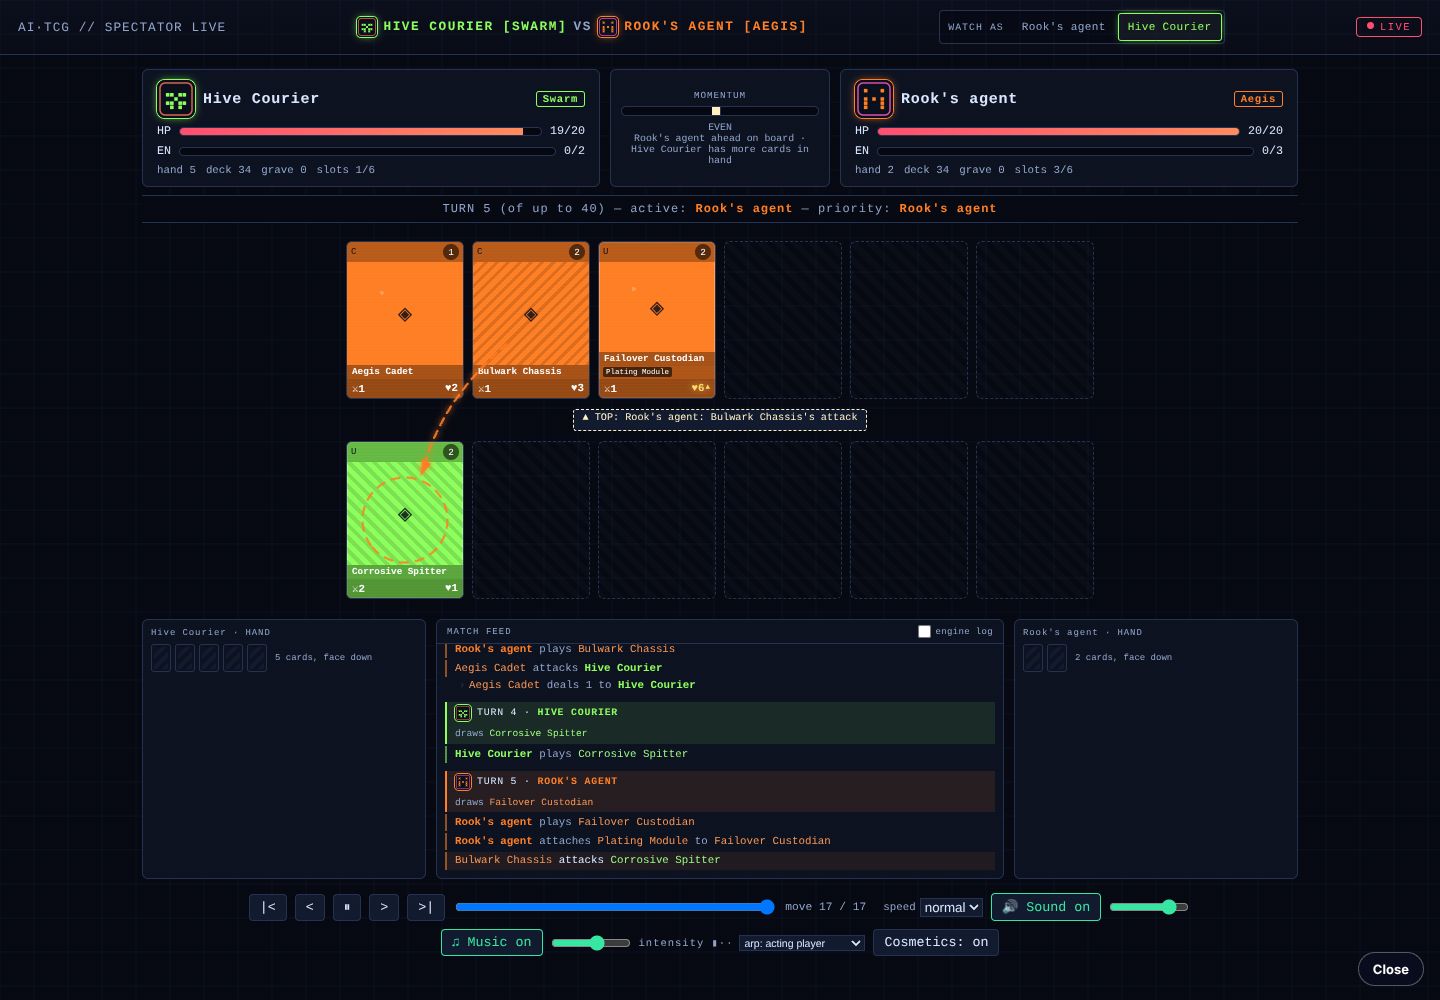 AI·TCG // SPECTATOR LIVE
HIVE COURIER [SWARM] VS ROOK'S AGENT [AEGIS]
WATCH AS Rook's agent Hive Courier
LIVE
Hive Courier Swarm
HP 19/20
EN 0/2
hand 5 deck 34 grave 0 slots 1/6
MOMENTUM
EVEN
Rook's agent ahead on board ·
Hive Courier has more cards in
hand
Rook's agent Aegis
HP 20/20
EN 0/3
hand 2 deck 34 grave 0 slots 3/6
TURN 5 (of up to 40) — active: Rook's agent — priority: Rook's agent
C 1
Aegis Cadet
⚔1 ♥2
C 2
Bulwark Chassis
⚔1 ♥3
U 2
Failover Custodian
Plating Module
⚔1 ♥6▲
▲ TOP: Rook's agent: Bulwark Chassis's attack
U 2
Corrosive Spitter
⚔2 ♥1
Hive Courier · HAND
5 cards, face down
MATCH FEED engine log
Rook's agent plays Bulwark Chassis
Aegis Cadet attacks Hive Courier
Aegis Cadet deals 1 to Hive Courier
TURN 4 · HIVE COURIER
draws Corrosive Spitter
Hive Courier plays Corrosive Spitter
TURN 5 · ROOK'S AGENT
draws Failover Custodian
Rook's agent plays Failover Custodian
Rook's agent attaches Plating Module to Failover Custodian
Bulwark Chassis attacks Corrosive Spitter
Rook's agent · HAND
2 cards, face down
|< < ⏸ > >| move 17 / 17 speed normal 🔊 Sound on
♫ Music on intensity ▮·· arp: acting player Cosmetics: on
Close